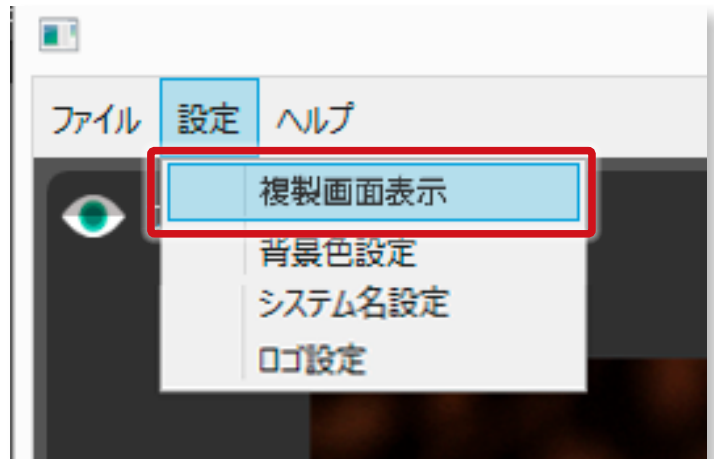 ファイル 設定 ヘルプ
複製画面表示
背景色設定
システム名設定
ロゴ設定